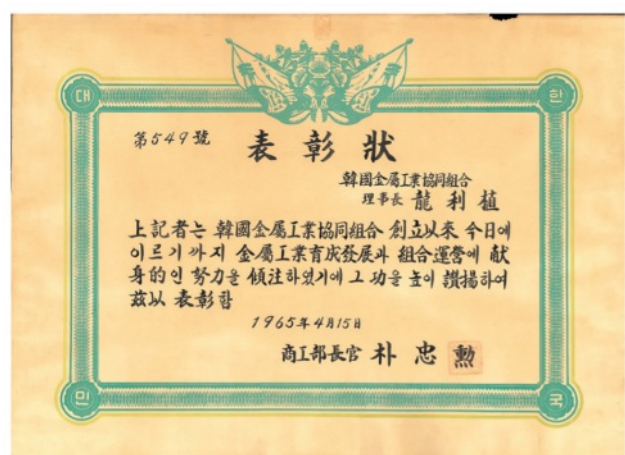 대 한
第549號 表彰狀
韓國金屬工業協同組合
理事長 龍利植
上記者는 韓國金屬工業協同組合 創立以來 今日에
이르기까지 金屬工業育成發展과 組合運營에 献
身的인 努力을 傾注하였기에 그 功을 높이 讚揚하여
玆以 表彰함
1965年4月15日
商工部長官 朴忠勲
민 국